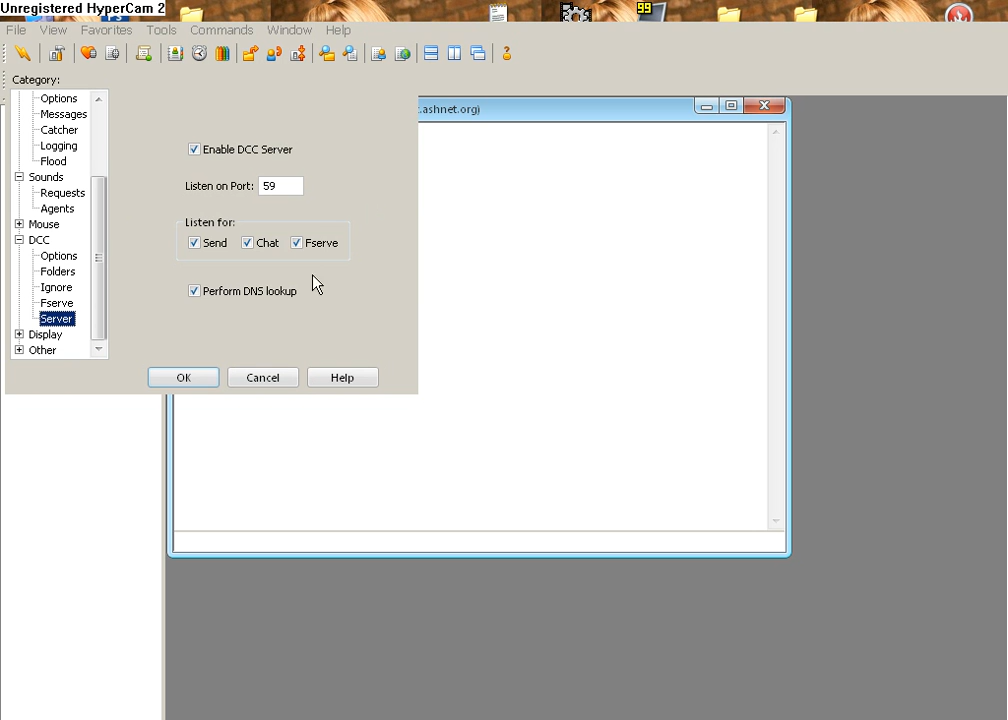 Unregistered HyperCam 2
99
File View Favorites Tools Commands Window Help
Category:
.ashnet.org)
Options
Messages
Catcher
Logging
Flood
Sounds
Requests
Agents
Mouse
DCC
Options
Folders
Ignore
Fserve
Server
Display
Other
Enable DCC Server
Listen on Port: 59
Listen for:
Send Chat Fserve
Perform DNS lookup
OK Cancel Help